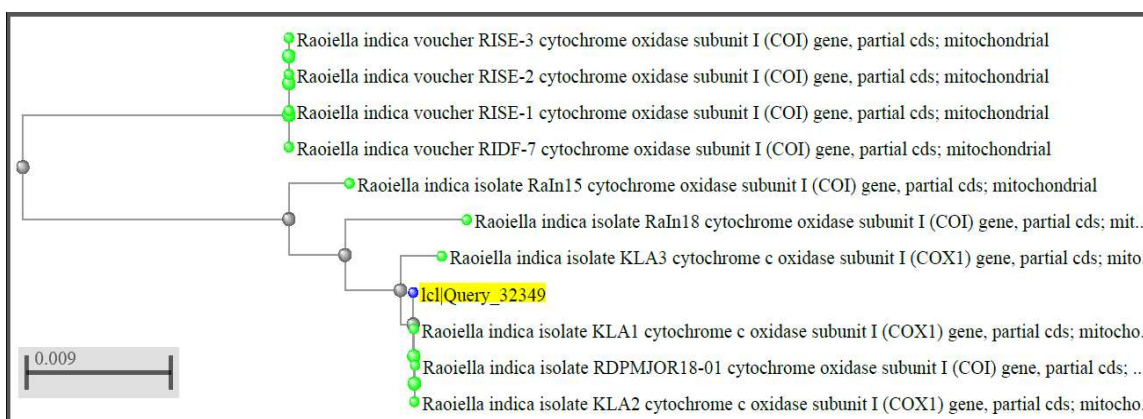 Raoiella indica voucher RISE-3 cytochrome oxidase subunit I (COI) gene, partial cds; mitochondrial
Raoiella indica voucher RISE-2 cytochrome oxidase subunit I (COI) gene, partial cds; mitochondrial
Raoiella indica voucher RISE-1 cytochrome oxidase subunit I (COI) gene, partial cds; mitochondrial
Raoiella indica voucher RIDF-7 cytochrome oxidase subunit I (COI) gene, partial cds; mitochondrial
Raoiella indica isolate RaIn15 cytochrome oxidase subunit I (COI) gene, partial cds; mitochondrial
Raoiella indica isolate RaIn18 cytochrome oxidase subunit I (COI) gene, partial cds; mit...
Raoiella indica isolate KLA3 cytochrome c oxidase subunit I (COX1) gene, partial cds; mito...
lcl|Query_32349
Raoiella indica isolate KLA1 cytochrome c oxidase subunit I (COX1) gene, partial cds; mitocho...
Raoiella indica isolate RDPMJOR18-01 cytochrome oxidase subunit I (COI) gene, partial cds; ...
Raoiella indica isolate KLA2 cytochrome c oxidase subunit I (COX1) gene, partial cds; mitocho...
0.009